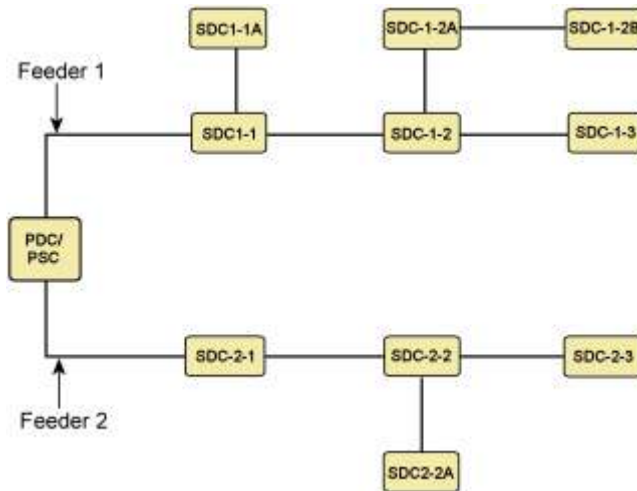 SDC1-1A
SDC-1-2A
SDC-1-2B
Feeder 1
SDC1-1
SDC-1-2
SDC-1-3
PDC/
PSC
SDC-2-1
SDC-2-2
SDC-2-3
Feeder 2
SDC2-2A